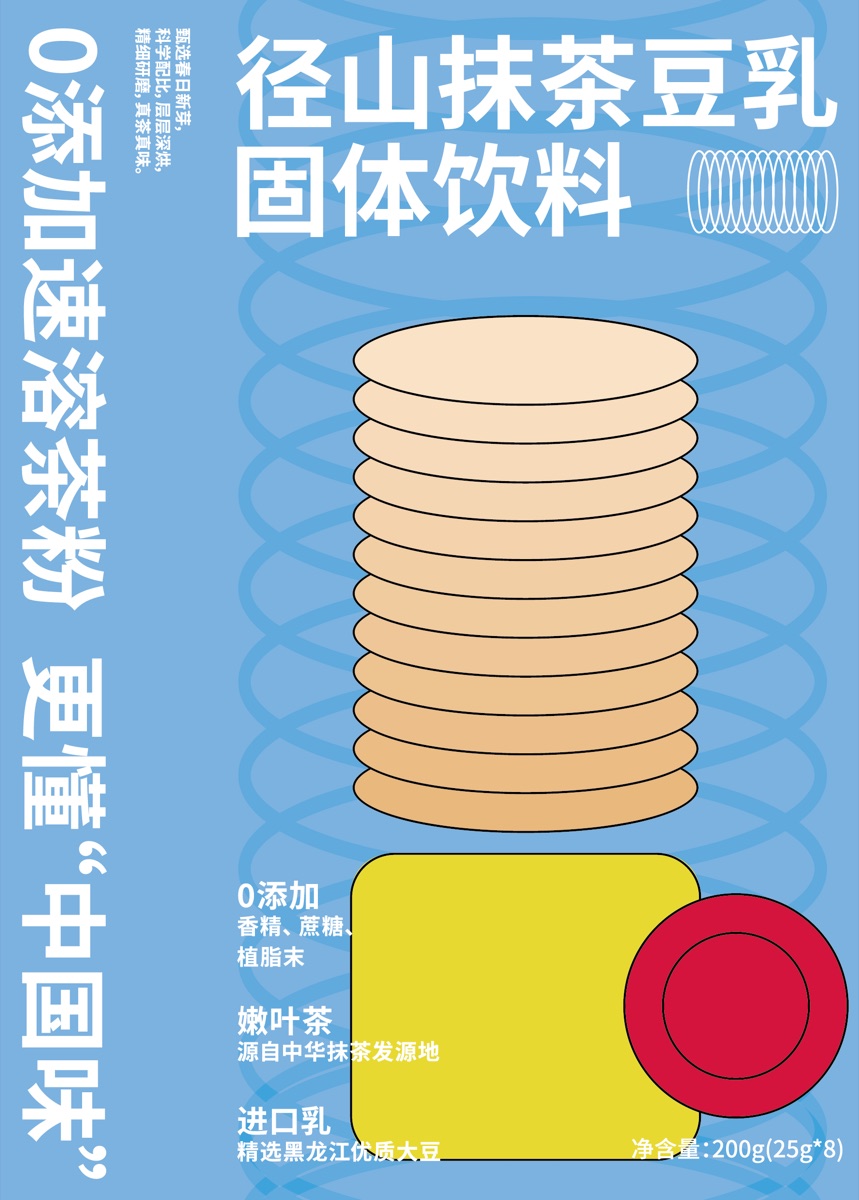 径山抹茶豆乳
固体饮料
甄选春日新芽，
科学配比，层层深烘，
精细研磨，真茶真味。
0添加速溶茶粉 更懂“中国味”
0添加
香精、蔗糖、
植脂末
嫩叶茶
源自中华抹茶发源地
进口乳
精选黑龙江优质大豆
净含量：200g(25g*8)